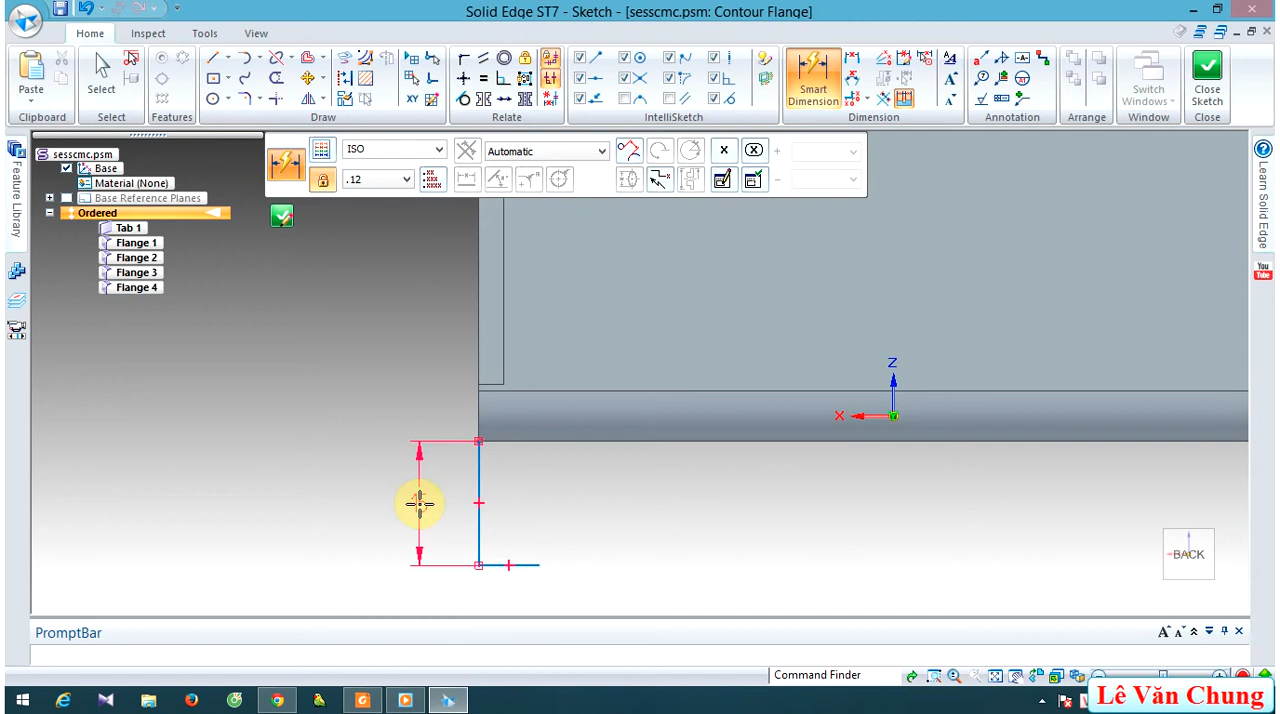 Solid Edge ST7 - Sketch - [sesscmc.psm: Contour Flange]
Home Inspect Tools View
Paste
Select
Smart Dimension
Switch Windows
Close Sketch
Clipboard Select Features Draw Relate IntelliSketch Dimension Annotation Arrange Window Close
ISO
Automatic
.12
Feature Library
Learn Solid Edge
You Tube
sesscmc.psm
Base
Material (None)
Base Reference Planes
Ordered
Tab 1
Flange 1
Flange 2
Flange 3
Flange 4
Z
X
BACK
PromptBar
Command Finder
Lê Văn Chung